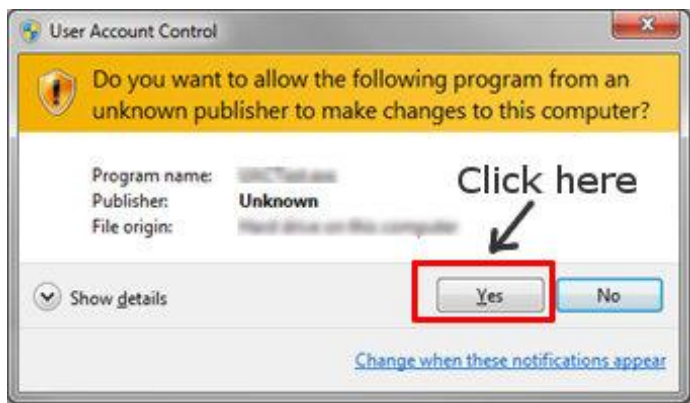 User Account Control
Do you want to allow the following program from an
unknown publisher to make changes to this computer?
Program name:
Publisher: Unknown
File origin:
Click here
Show details
Yes
No
Change when these notifications appear